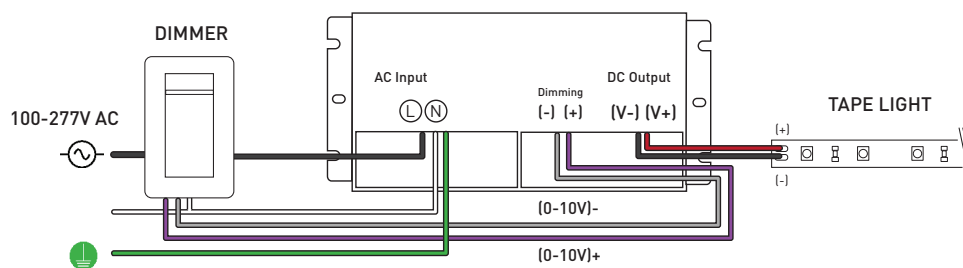 DIMMER
AC Input
DC Output
Dimming
L N
(-) (+)
(V-) (V+)
100-277V AC
TAPE LIGHT
(+)
(-)
(0-10V)-
(0-10V)+